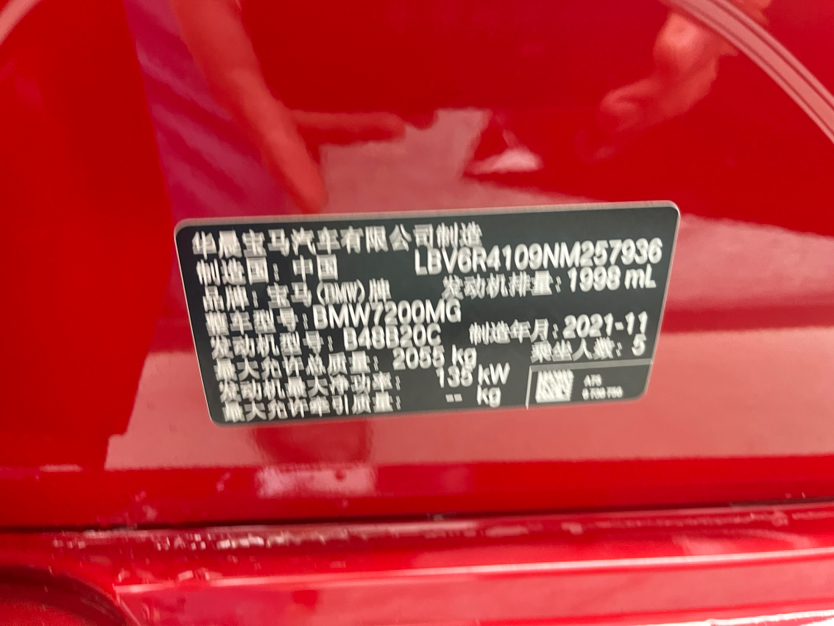 华晨宝马汽车有限公司制造
制造国：中国 LBV6R4109NM257936
品牌：宝马(BMW)牌 发动机排量：1998 mL
整车型号：BMW7200MG
发动机型号：B48B20C 制造年月：2021-11
最大允许总质量：2055 kg 乘坐人数：5
发动机最大净功率：135 kW
最大允许牵引质量：-- kg